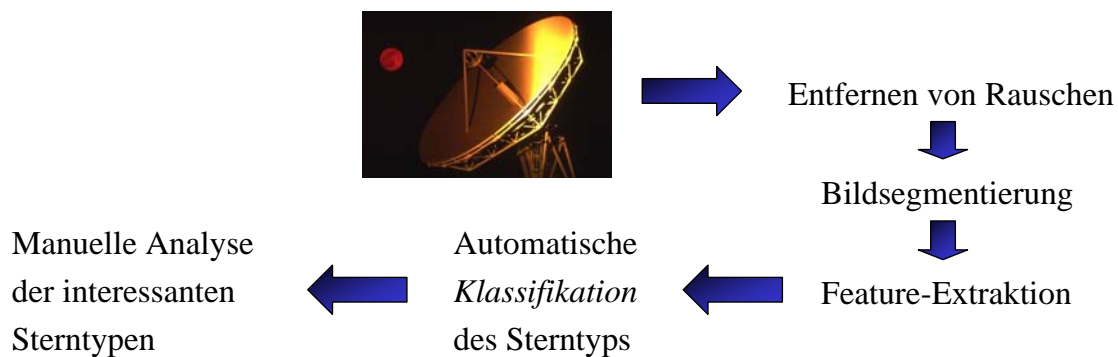 Entfernen von Rauschen
Bildsegmentierung
Feature-Extraktion
Automatische
Klassifikation
des Sterntyps
Manuelle Analyse
der interessanten
Sterntypen